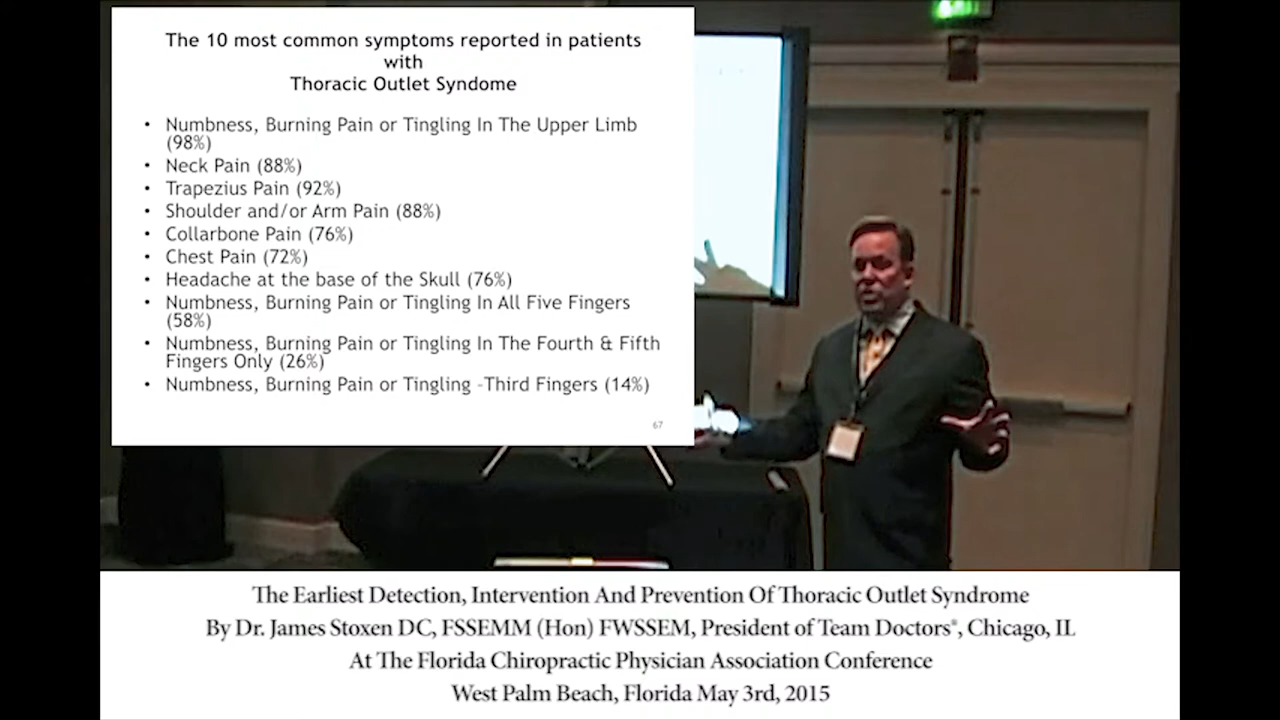 The 10 most common symptoms reported in patients
with
Thoracic Outlet Syndome
• Numbness, Burning Pain or Tingling In The Upper Limb
(98%)
• Neck Pain (88%)
• Trapezius Pain (92%)
• Shoulder and/or Arm Pain (88%)
• Collarbone Pain (76%)
• Chest Pain (72%)
• Headache at the base of the Skull (76%)
• Numbness, Burning Pain or Tingling In All Five Fingers
(58%)
• Numbness, Burning Pain or Tingling In The Fourth & Fifth
Fingers Only (26%)
• Numbness, Burning Pain or Tingling -Third Fingers (14%)
67
The Earliest Detection, Intervention And Prevention Of Thoracic Outlet Syndrome
By Dr. James Stoxen DC, FSSEMM (Hon) FWSSEM, President of Team Doctors®, Chicago, IL
At The Florida Chiropractic Physician Association Conference
West Palm Beach, Florida May 3rd, 2015